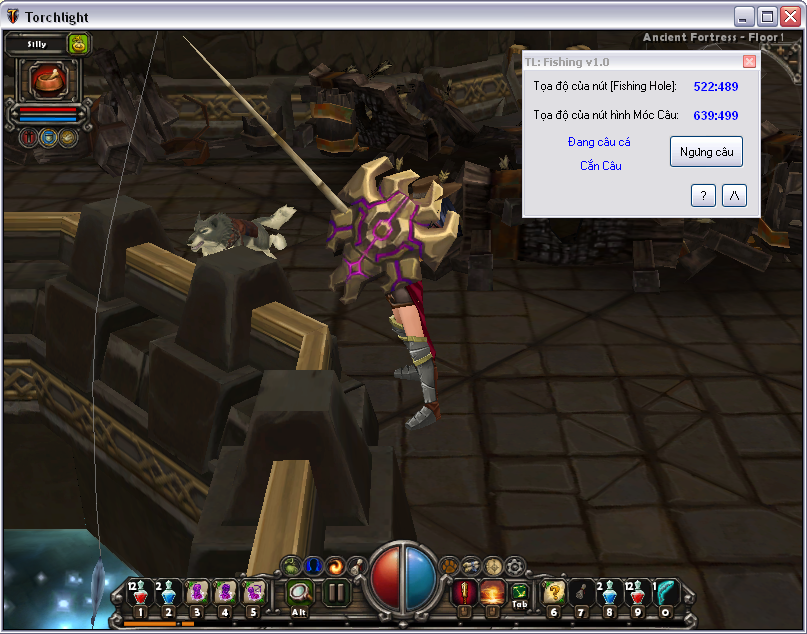 Torchlight
Silly
Ancient Fortress - Floor 1
TL: Fishing v1.0
Tọa độ của nút [Fishing Hole]: 522:489
Tọa độ của nút hình Móc Câu: 639:499
Đang câu cá
Cắn Câu
Ngưng câu
? /\
12 2 2 12 1
Alt Tab
1 2 3 4 5 6 7 8 9 0